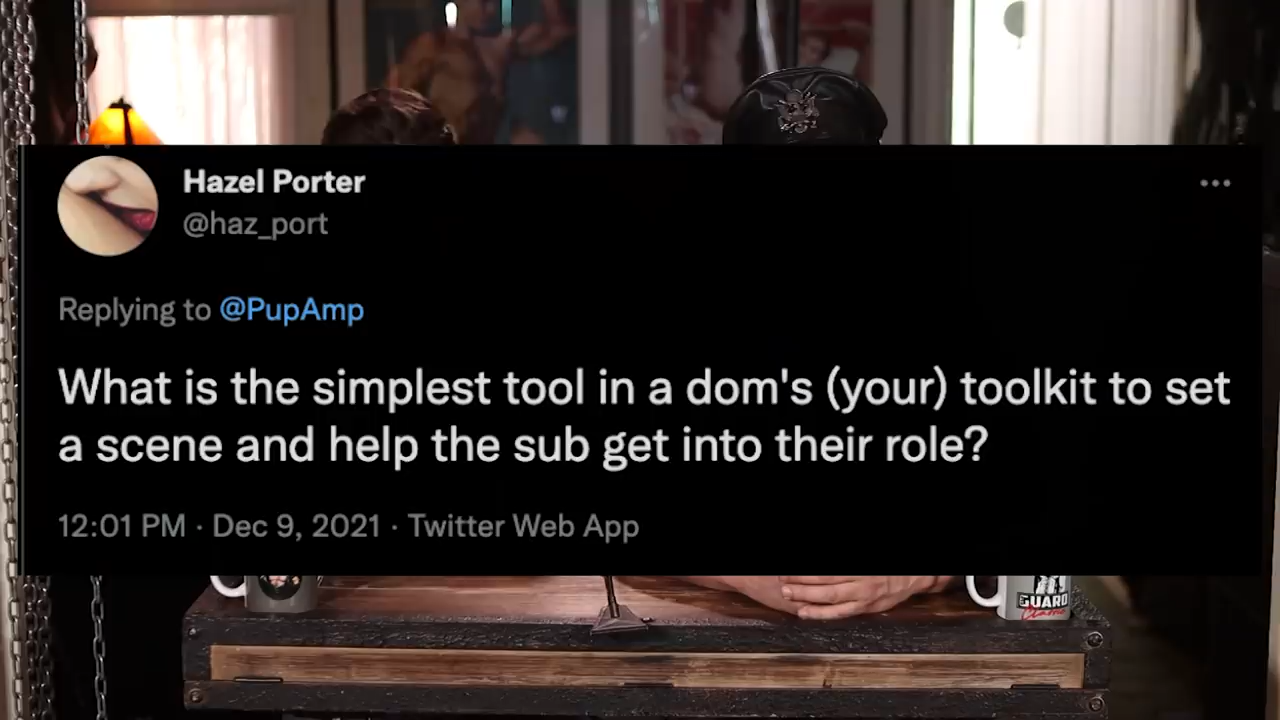 Hazel Porter
@haz_port
Replying to @PupAmp
What is the simplest tool in a dom's (your) toolkit to set
a scene and help the sub get into their role?
12:01 PM · Dec 9, 2021 · Twitter Web App
GUARD